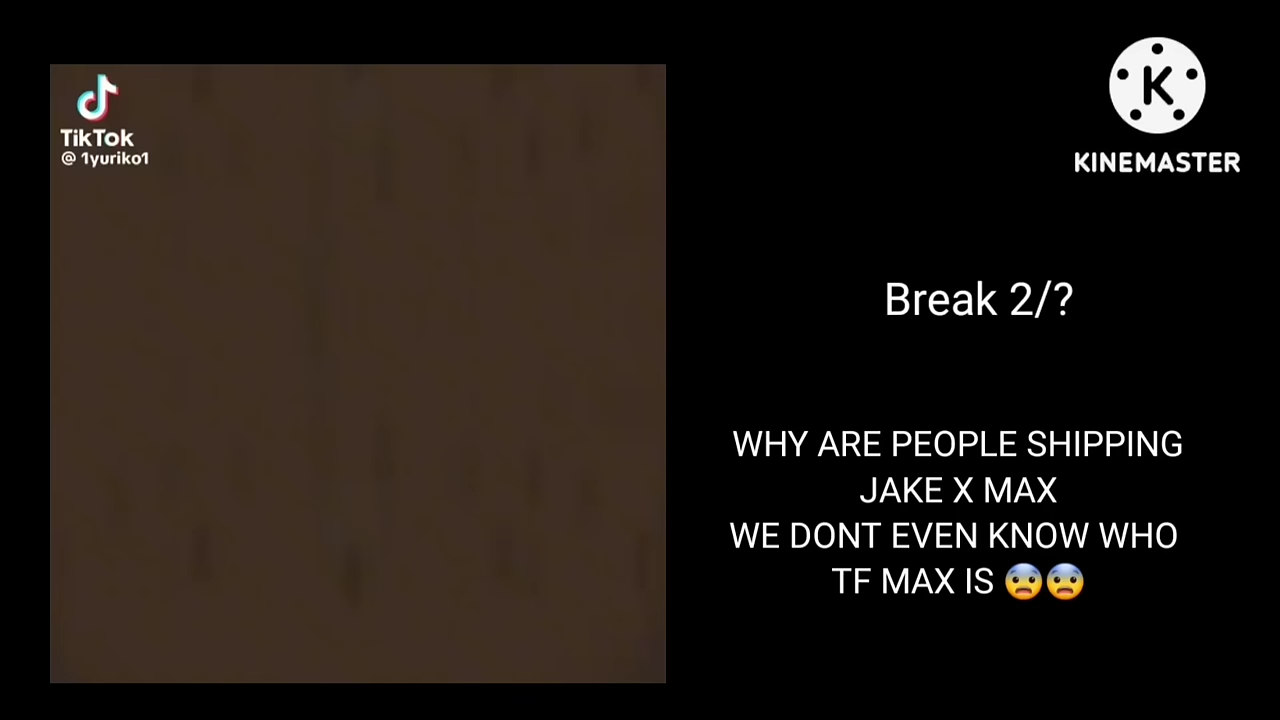 TikTok
@ 1yuriko1
KINEMASTER
Break 2/?
WHY ARE PEOPLE SHIPPING
JAKE X MAX
WE DONT EVEN KNOW WHO
TF MAX IS 😨😨